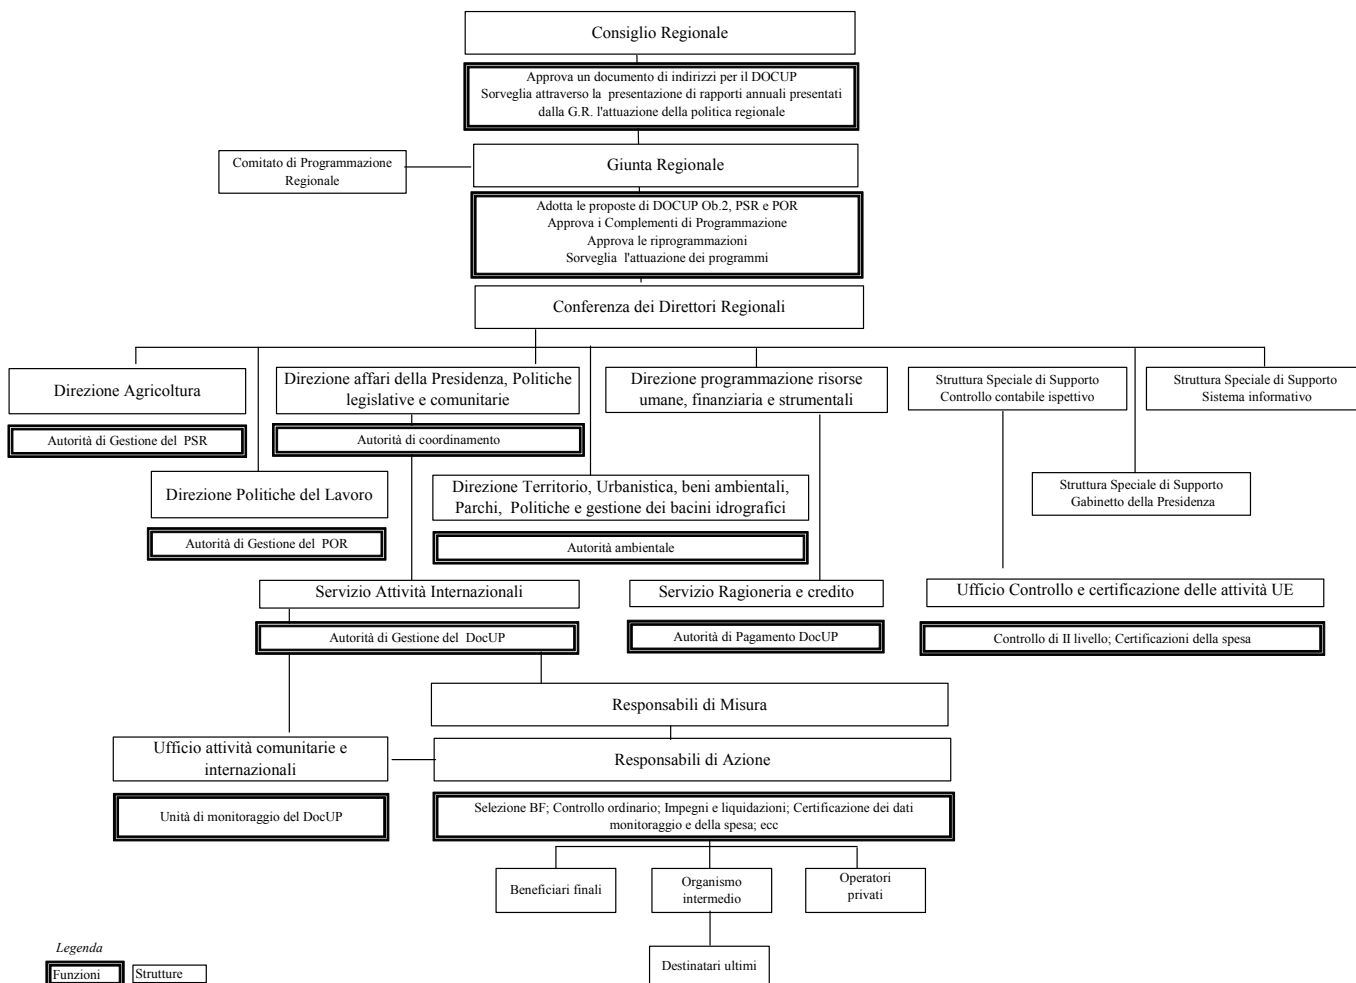 Consiglio Regionale
Approva un documento di indirizzi per il DOCUP
Sorveglia attraverso la presentazione di rapporti annuali presentati
dalla G.R. l'attuazione della politica regionale
Comitato di Programmazione
Regionale
Giunta Regionale
Adotta le proposte di DOCUP Ob.2, PSR e POR
Approva i Complementi di Programmazione
Approva le riprogrammazioni
Sorveglia l'attuazione dei programmi
Conferenza dei Direttori Regionali
Direzione Agricoltura
Autorità di Gestione del PSR
Direzione affari della Presidenza, Politiche
legislative e comunitarie
Autorità di coordinamento
Direzione programmazione risorse
umane, finanziaria e strumentali
Struttura Speciale di Supporto
Controllo contabile ispettivo
Struttura Speciale di Supporto
Sistema informativo
Direzione Politiche del Lavoro
Autorità di Gestione del POR
Direzione Territorio, Urbanistica, beni ambientali,
Parchi, Politiche e gestione dei bacini idrografici
Autorità ambientale
Struttura Speciale di Supporto
Gabinetto della Presidenza
Servizio Attività Internazionali
Autorità di Gestione del DocUP
Servizio Ragioneria e credito
Autorità di Pagamento DocUP
Ufficio Controllo e certificazione delle attività UE
Controllo di II livello; Certificazioni della spesa
Responsabili di Misura
Ufficio attività comunitarie e
internazionali
Unità di monitoraggio del DocUP
Responsabili di Azione
Selezione BF; Controllo ordinario; Impegni e liquidazioni; Certificazione dei dati
monitoraggio e della spesa; ecc
Beneficiari finali
Organismo
intermedio
Operatori
privati
Destinatari ultimi
Legenda
Funzioni
Strutture